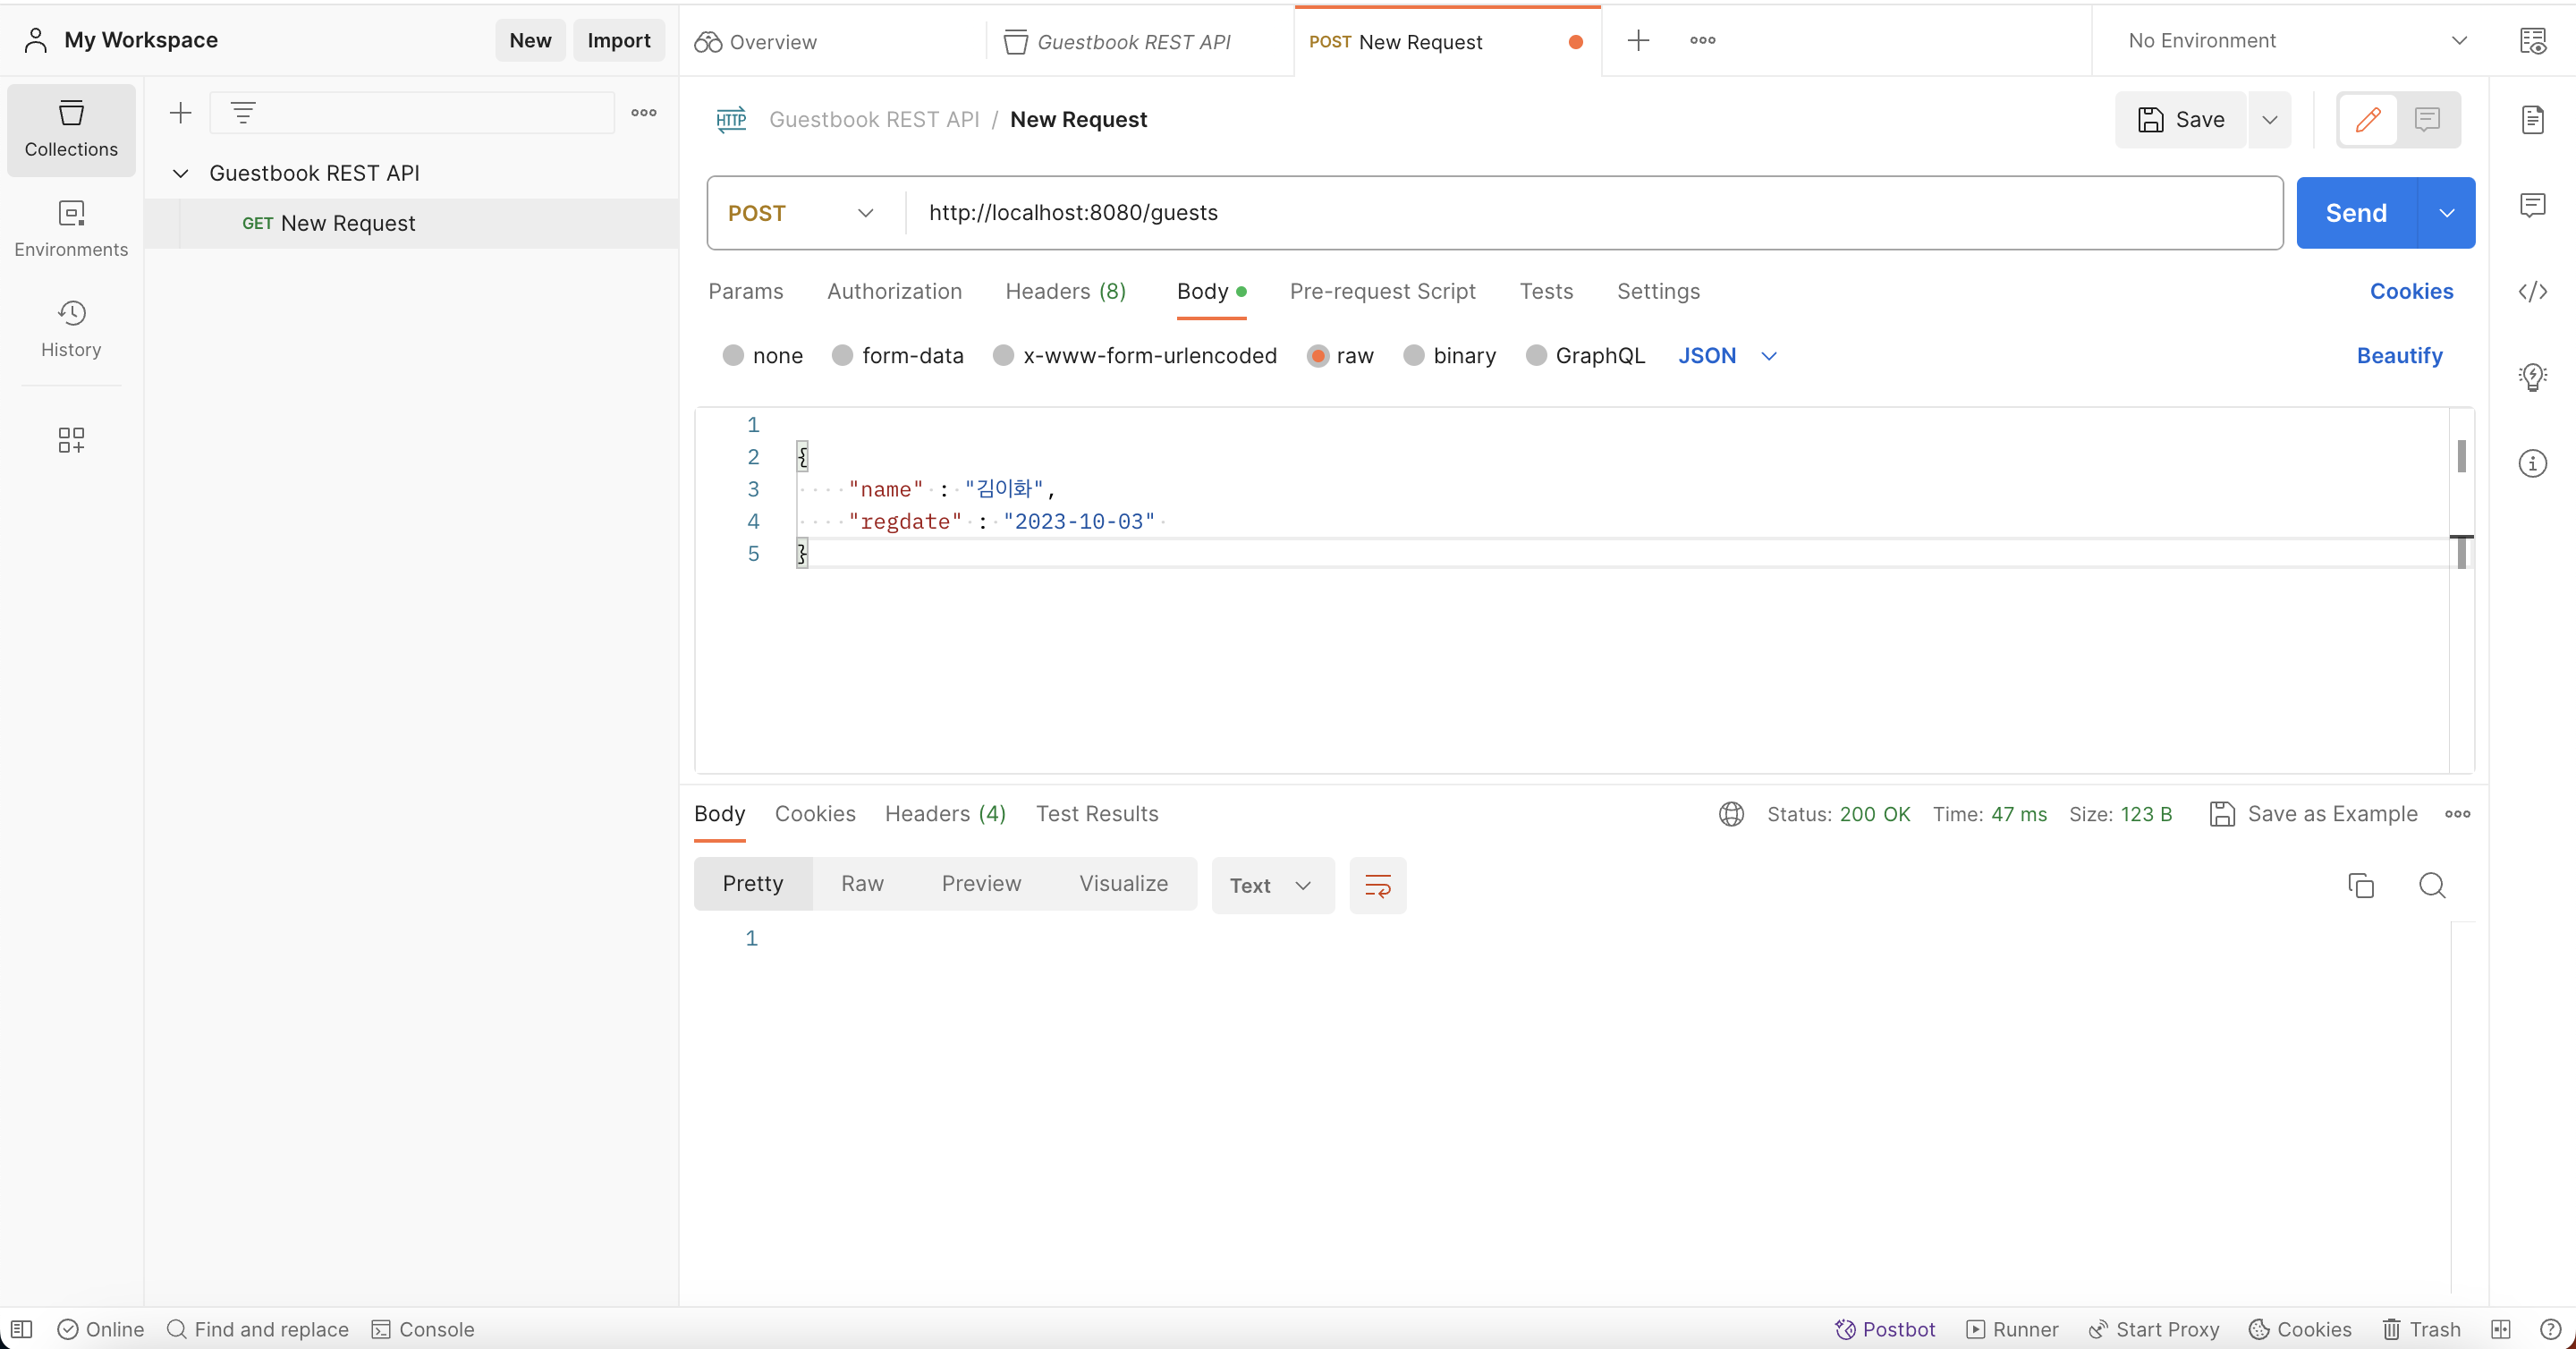 My Workspace New Import
Overview Guestbook REST API POST New Request No Environment
Collections
Environments
History
Guestbook REST API
GET New Request
HTTP Guestbook REST API / New Request Save
POST http://localhost:8080/guests Send
Params Authorization Headers (8) Body Pre-request Script Tests Settings Cookies
none form-data x-www-form-urlencoded raw binary GraphQL JSON Beautify
1
2 {
3 "name" : "김이화",
4 "regdate" : "2023-10-03"
5 }
Body Cookies Headers (4) Test Results Status: 200 OK Time: 47 ms Size: 123 B Save as Example
Pretty Raw Preview Visualize Text
1
Online Find and replace Console Postbot Runner Start Proxy Cookies Trash